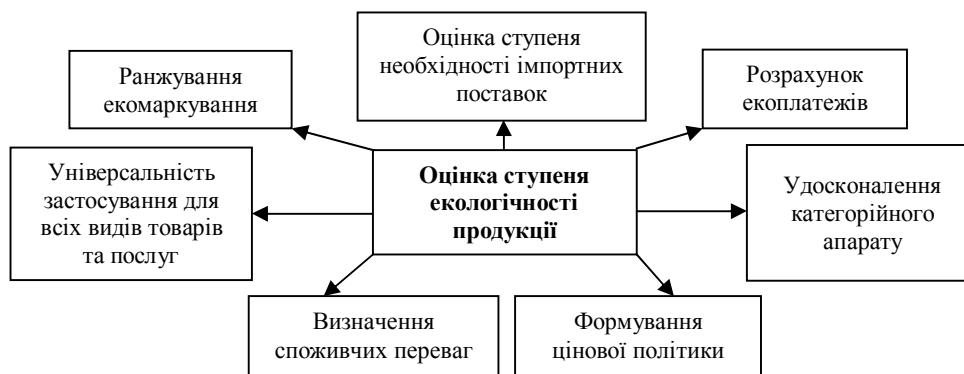 Оцінка ступеня
необхідності імпортних
поставок
Ранжування
екомаркування
Розрахунок
екоплатежів
Універсальність
застосування для
всіх видів товарів
та послуг
Оцінка ступеня
екологічності
продукції
Удосконалення
категорійного
апарату
Визначення
споживчих переваг
Формування
цінової політики